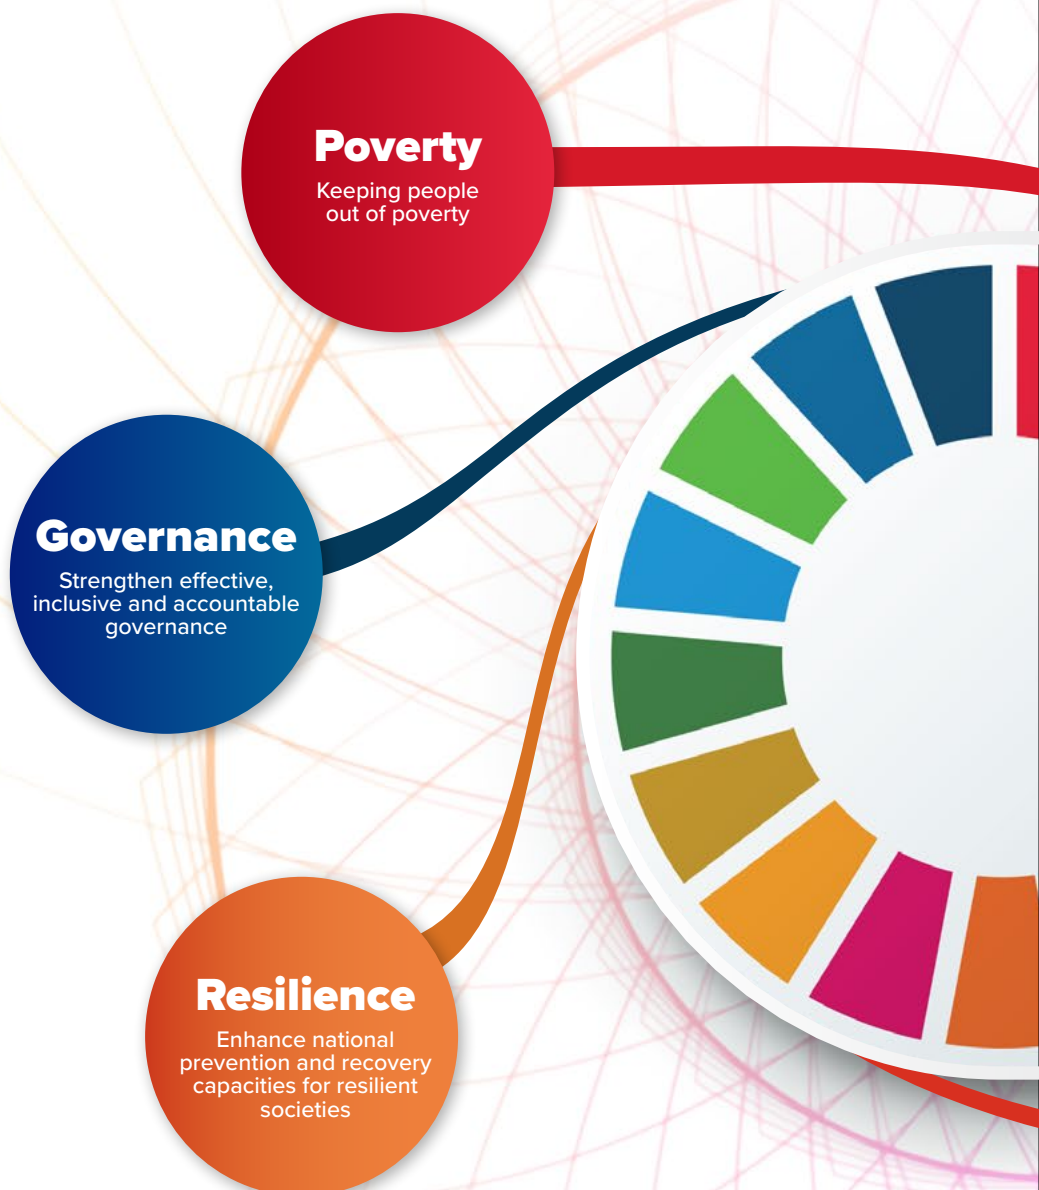 Poverty
Keeping people
out of poverty
Governance
Strengthen effective,
inclusive and accountable
governance
Resilience
Enhance national
prevention and recovery
capacities for resilient
societies